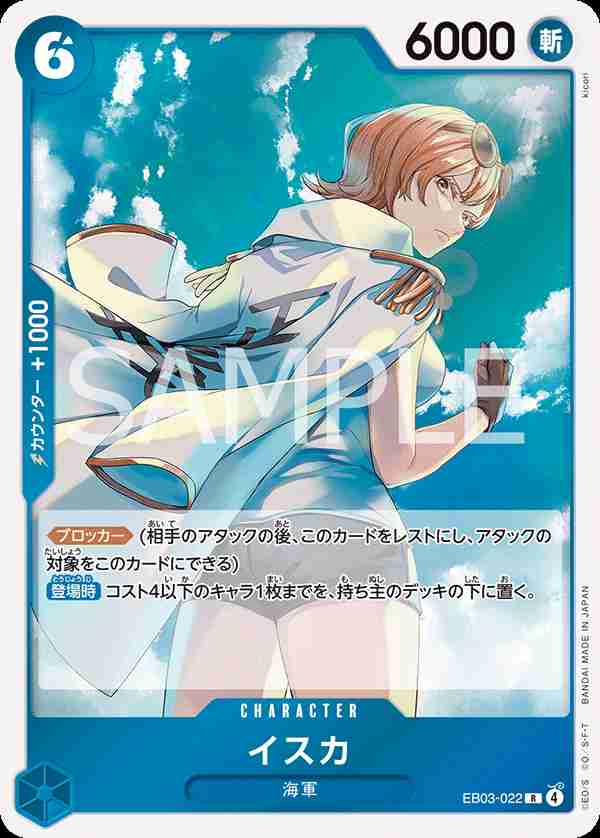 6
6000
斬
kicori
カウンター +1000
SAMPLE
ブロッカー (相手のアタックの後、このカードをレストにし、アタックの
対象をこのカードにできる)
登場時 コスト4以下のキャラ1枚までを、持ち主のデッキの下に置く。
CHARACTER
イスカ
海軍
EB03-022 R 4
©E.O/S ©O/S・F・T BANDAI MADE IN JAPAN